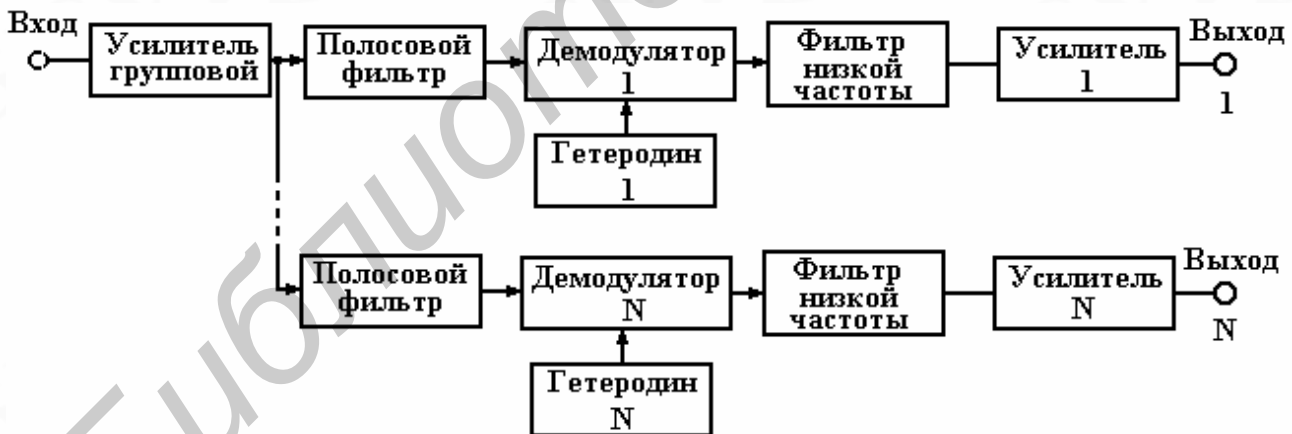 Вход
Усилитель
групповой
Полосовой
фильтр
Демодулятор
1
Фильтр
низкой
частоты
Усилитель
1
Выход
1
Гетеродин
1
Полосовой
фильтр
Демодулятор
N
Фильтр
низкой
частоты
Усилитель
N
Выход
N
Гетеродин
N